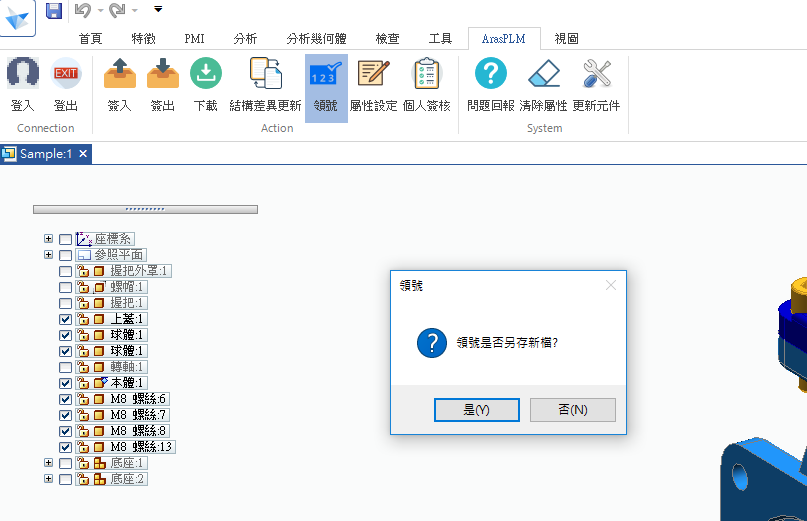 首頁 特徵 PMI 分析 分析幾何體 檢查 工具 ArasPLM 視圖
EXIT 123
登入 登出 簽入 簽出 下載 結構差異更新 領號 屬性設定 個人簽核 問題回報 清除屬性 更新元件
Connection Action System
Sample:1
座標系
參照平面
握把外罩:1
螺帽:1
握把:1
上蓋:1
球體:1
球體:1
轉軸:1
本體:1
M8 螺絲:6
M8 螺絲:7
M8 螺絲:8
M8 螺絲:13
底座:1
底座:2
領號
領號是否另存新檔?
是(Y) 否(N)